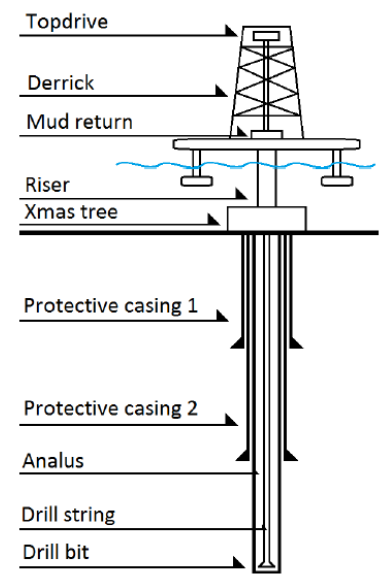 Topdrive
Derrick
Mud return
Riser
Xmas tree
Protective casing 1
Protective casing 2
Analus
Drill string
Drill bit